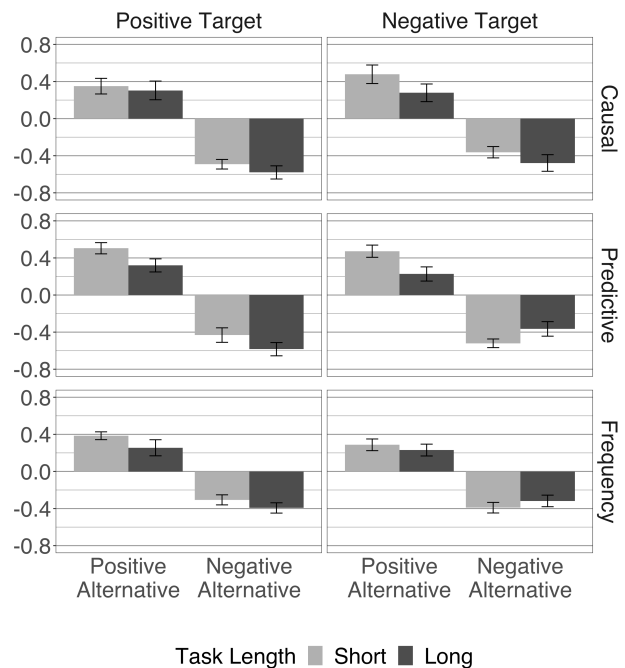 Positive Target
Negative Target
0.8
0.4
0.0
-0.4
-0.8
Causal
0.8
0.4
0.0
-0.4
-0.8
Predictive
0.8
0.4
0.0
-0.4
-0.8
Frequency
Positive
Alternative
Negative
Alternative
Positive
Alternative
Negative
Alternative
Task Length Short Long